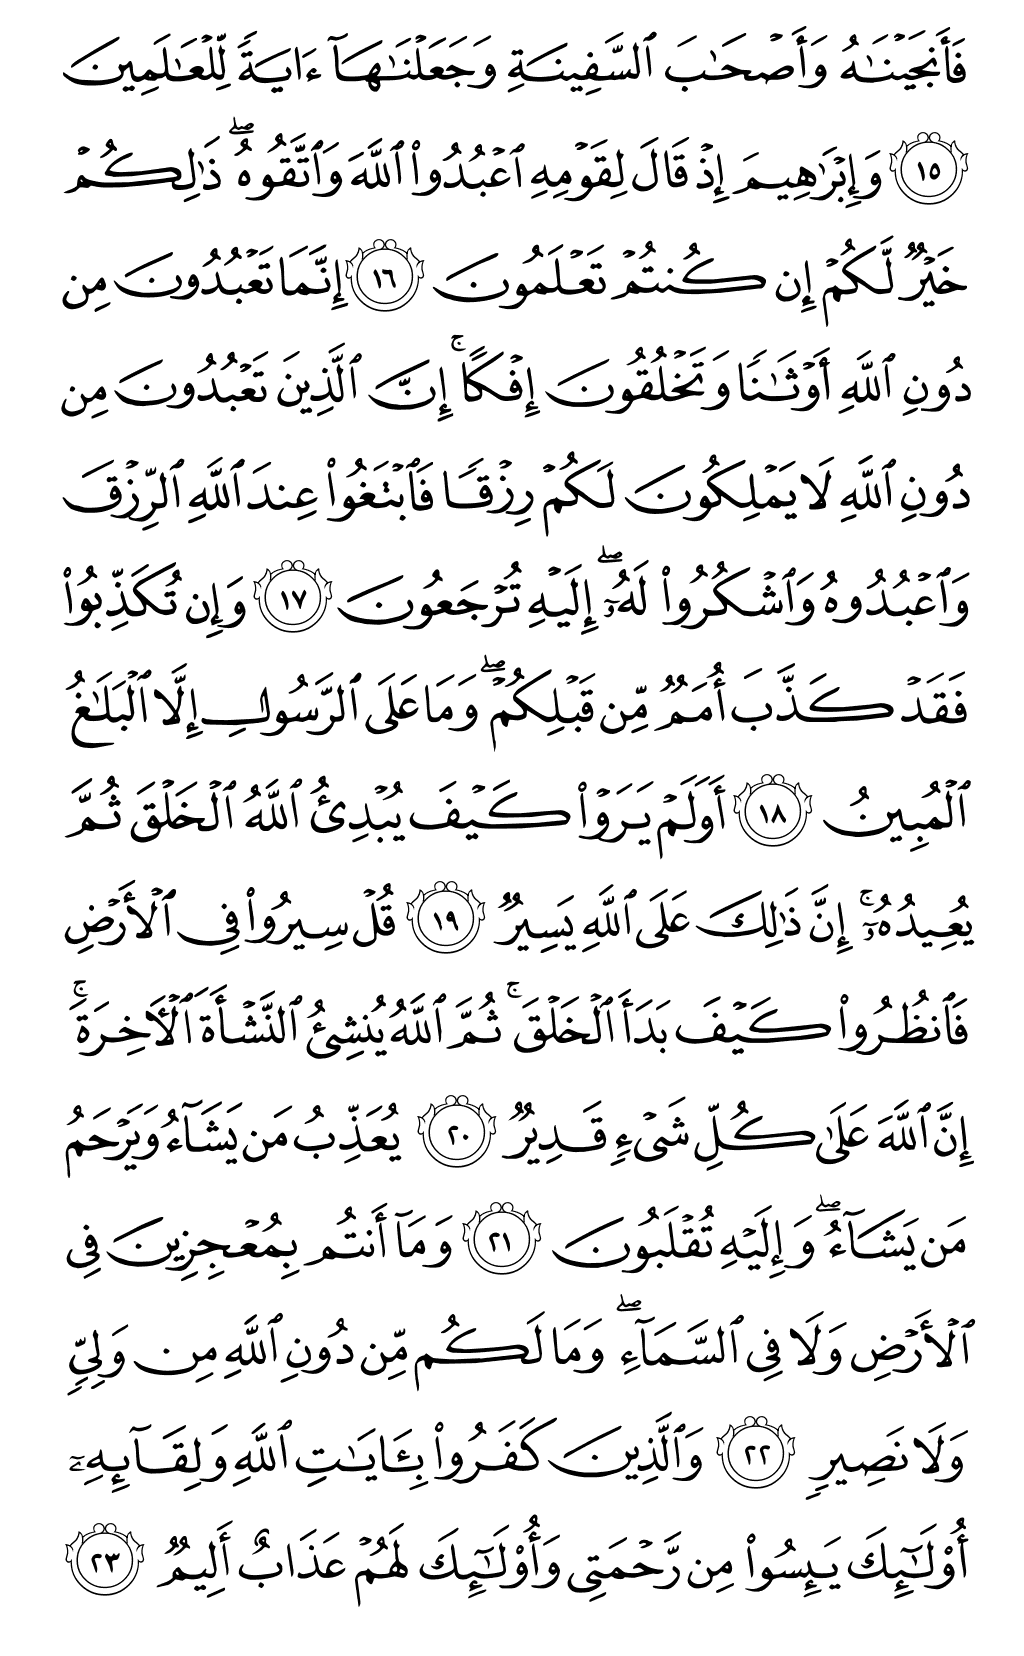 فَأَنجَيْنَٰهُ وَأَصْحَٰبَ ٱلسَّفِينَةِ وَجَعَلْنَٰهَآ ءَايَةً لِّلْعَٰلَمِينَ
١٥ وَإِبْرَٰهِيمَ إِذْ قَالَ لِقَوْمِهِ ٱعْبُدُوا۟ ٱللَّهَ وَٱتَّقُوهُ ۖ ذَٰلِكُمْ
خَيْرٌ لَّكُمْ إِن كُنتُمْ تَعْلَمُونَ ١٦ إِنَّمَا تَعْبُدُونَ مِن
دُونِ ٱللَّهِ أَوْثَٰنًا وَتَخْلُقُونَ إِفْكًا ۚ إِنَّ ٱلَّذِينَ تَعْبُدُونَ مِن
دُونِ ٱللَّهِ لَا يَمْلِكُونَ لَكُمْ رِزْقًا فَٱبْتَغُوا۟ عِندَ ٱللَّهِ ٱلرِّزْقَ
وَٱعْبُدُوهُ وَٱشْكُرُوا۟ لَهُۥٓ ۖ إِلَيْهِ تُرْجَعُونَ ١٧ وَإِن تُكَذِّبُوا۟
فَقَدْ كَذَّبَ أُمَمٌ مِّن قَبْلِكُمْ ۖ وَمَا عَلَى ٱلرَّسُولِ إِلَّا ٱلْبَلَٰغُ
ٱلْمُبِينُ ١٨ أَوَلَمْ يَرَوْا۟ كَيْفَ يُبْدِئُ ٱللَّهُ ٱلْخَلْقَ ثُمَّ
يُعِيدُهُۥٓ ۚ إِنَّ ذَٰلِكَ عَلَى ٱللَّهِ يَسِيرٌ ١٩ قُلْ سِيرُوا۟ فِى ٱلْأَرْضِ
فَٱنظُرُوا۟ كَيْفَ بَدَأَ ٱلْخَلْقَ ۚ ثُمَّ ٱللَّهُ يُنشِئُ ٱلنَّشْأَةَ ٱلْءَاخِرَةَ ۚ
إِنَّ ٱللَّهَ عَلَىٰ كُلِّ شَىْءٍ قَدِيرٌ ٢٠ يُعَذِّبُ مَن يَشَآءُ وَيَرْحَمُ
مَن يَشَآءُ ۖ وَإِلَيْهِ تُقْلَبُونَ ٢١ وَمَآ أَنتُم بِمُعْجِزِينَ فِى
ٱلْأَرْضِ وَلَا فِى ٱلسَّمَآءِ ۖ وَمَا لَكُم مِّن دُونِ ٱللَّهِ مِن وَلِىٍّ
وَلَا نَصِيرٍ ٢٢ وَٱلَّذِينَ كَفَرُوا۟ بِـَٔايَٰتِ ٱللَّهِ وَلِقَآئِهِۦٓ
أُو۟لَٰٓئِكَ يَئِسُوا۟ مِن رَّحْمَتِى وَأُو۟لَٰٓئِكَ لَهُمْ عَذَابٌ أَلِيمٌ ٢٣